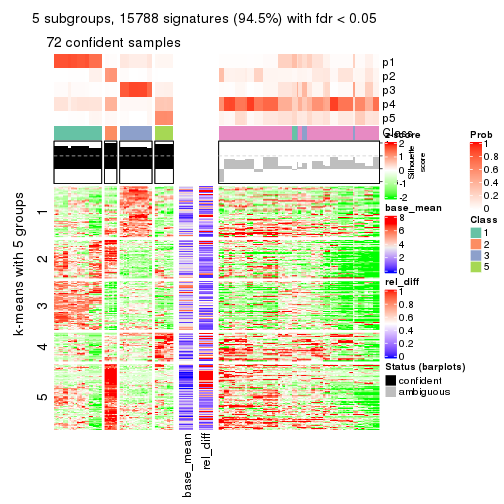 5 subgroups, 15788 signatures (94.5%) with fdr < 0.05
72 confident samples
p1
p2
p3
p4
p5
Class
k-means with 5 groups
1
2
3
4
5
base_mean
rel_diff
z-score
2
1
0
-1
-2
Silhouette
score
base_mean
8
6
4
2
0
rel_diff
1
0.8
0.6
0.4
0.2
0
Status (barplots)
confident
ambiguous
Prob
1
0.8
0.6
0.4
0.2
0
Class
1
2
3
5